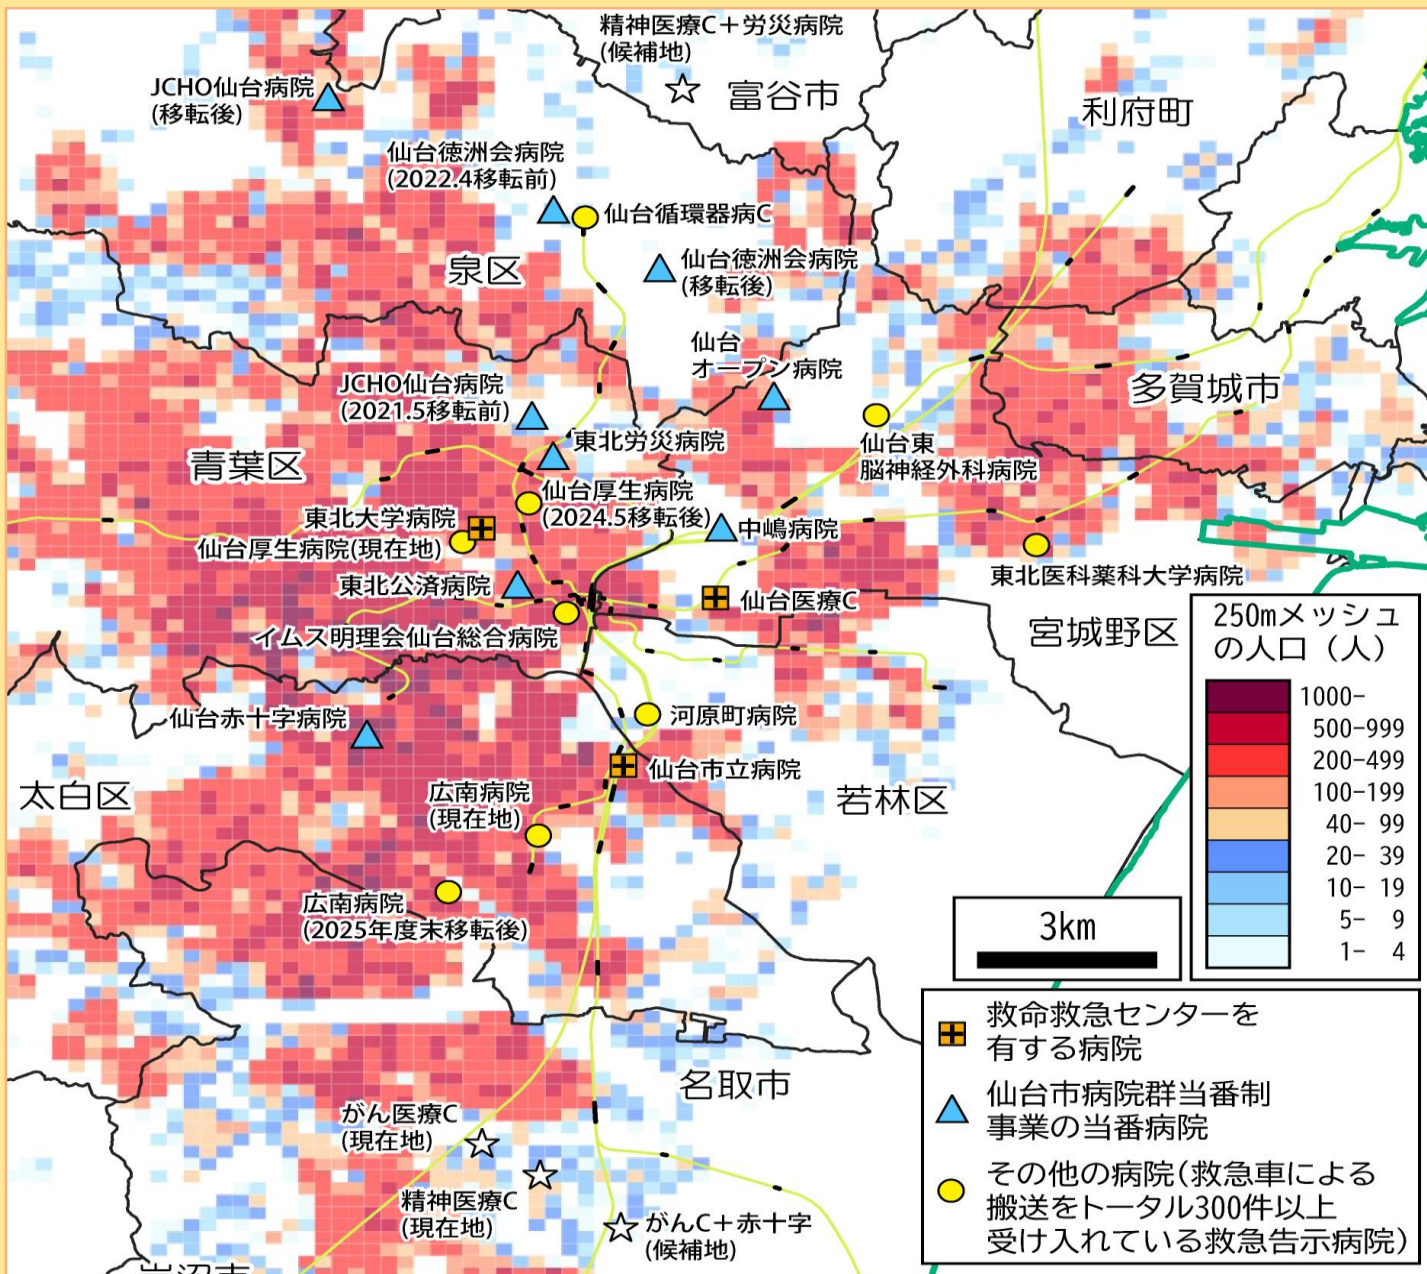 精神医療C＋労災病院
(候補地)
JCHO仙台病院
(移転後)
富谷市
利府町
仙台徳洲会病院
(2022.4移転前)
仙台循環器病C
泉区
仙台徳洲会病院
(移転後)
仙台
オープン病院
JCHO仙台病院
(2021.5移転前)
多賀城市
東北労災病院
仙台東
脳神経外科病院
青葉区
仙台厚生病院
(2024.5移転後)
東北大学病院
中嶋病院
仙台厚生病院(現在地)
東北医科薬科大学病院
東北公済病院
仙台医療C
イムス明理会仙台総合病院
宮城野区
仙台赤十字病院
河原町病院
仙台市立病院
太白区
広南病院
(現在地)
若林区
広南病院
(2025年度末移転後)
名取市
がん医療C
(現在地)
精神医療C
(現在地)
がんC＋赤十字
(候補地)
岩沼市
250mメッシュ
の人口（人）
1000-
500-999
200-499
100-199
40- 99
20- 39
10- 19
5- 9
1- 4
3km
救命救急センターを
有する病院
仙台市病院群当番制
事業の当番病院
その他の病院(救急車による
搬送をトータル300件以上
受け入れている救急告示病院)